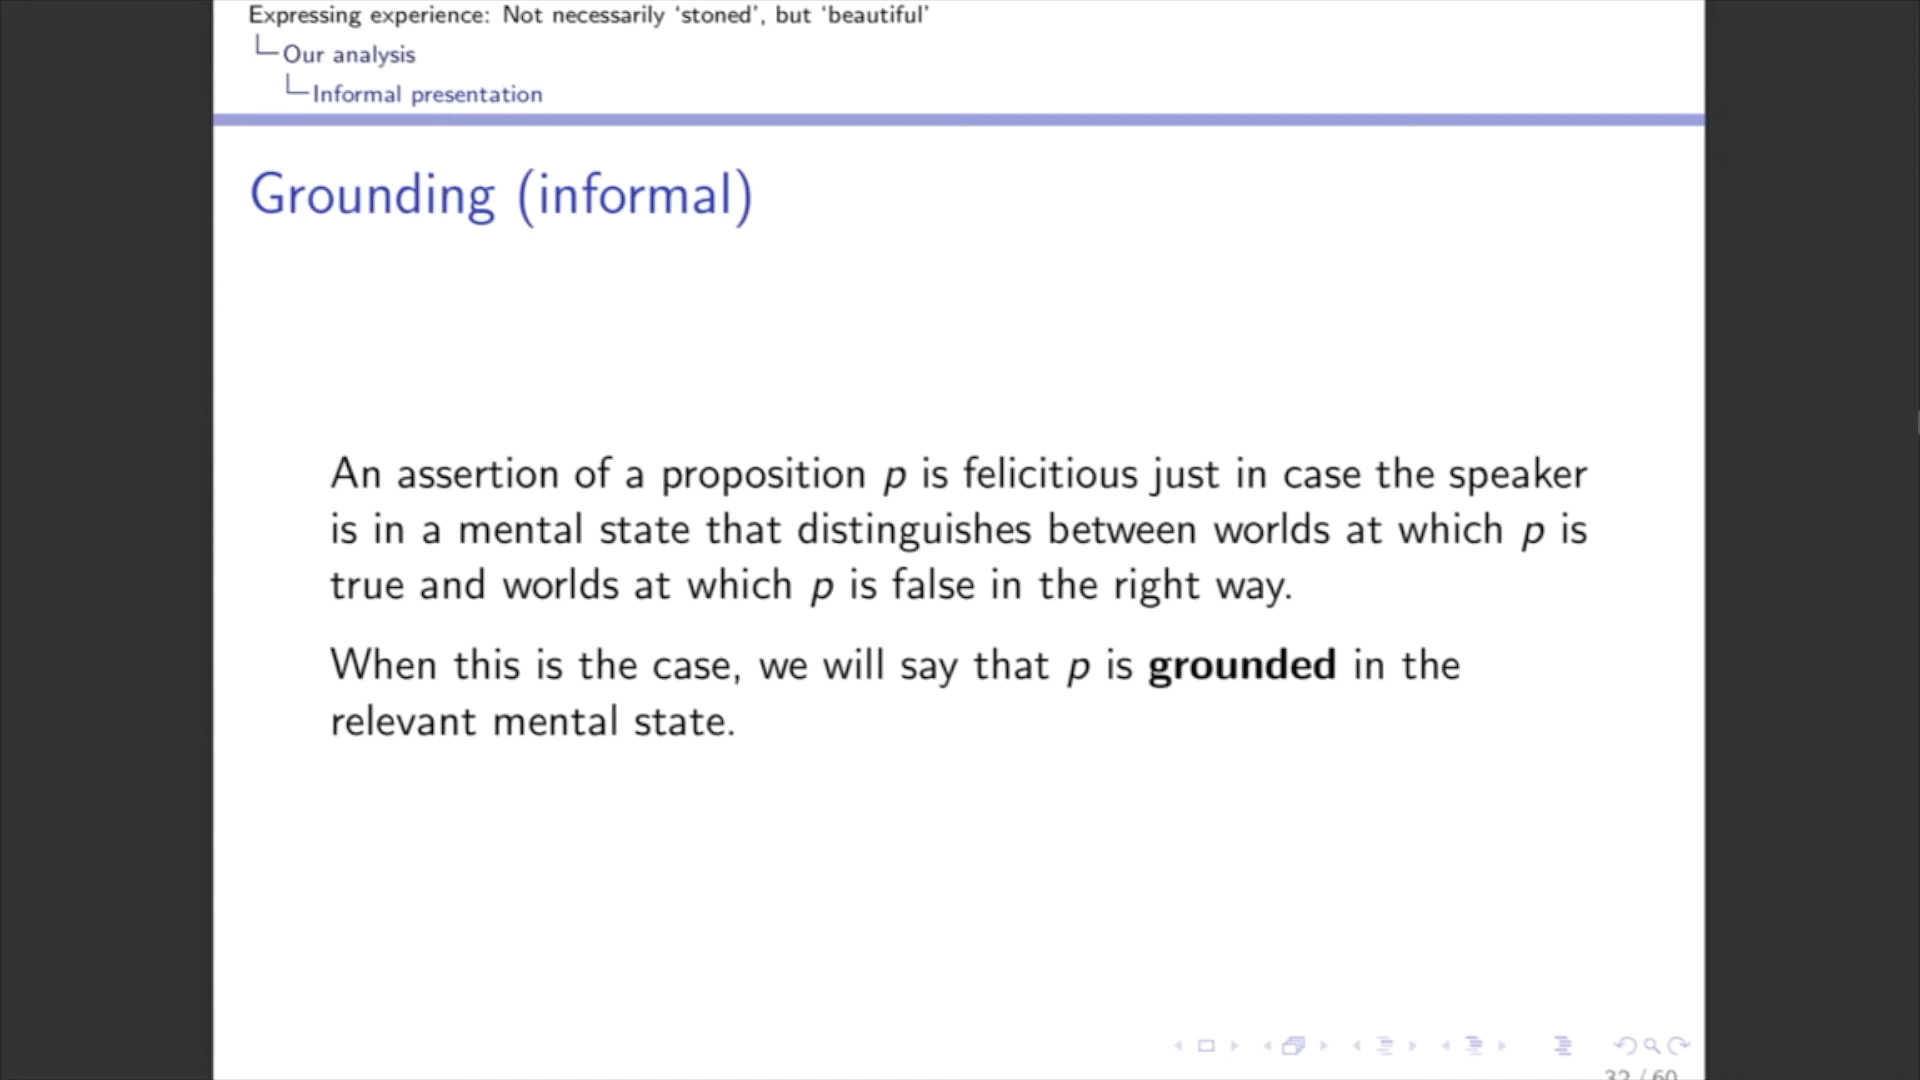 Expressing experience: Not necessarily ‘stoned’, but ‘beautiful’
Our analysis
Informal presentation
Grounding (informal)
An assertion of a proposition p is felicitious just in case the speaker
is in a mental state that distinguishes between worlds at which p is
true and worlds at which p is false in the right way.
When this is the case, we will say that p is grounded in the
relevant mental state.
32 / 60